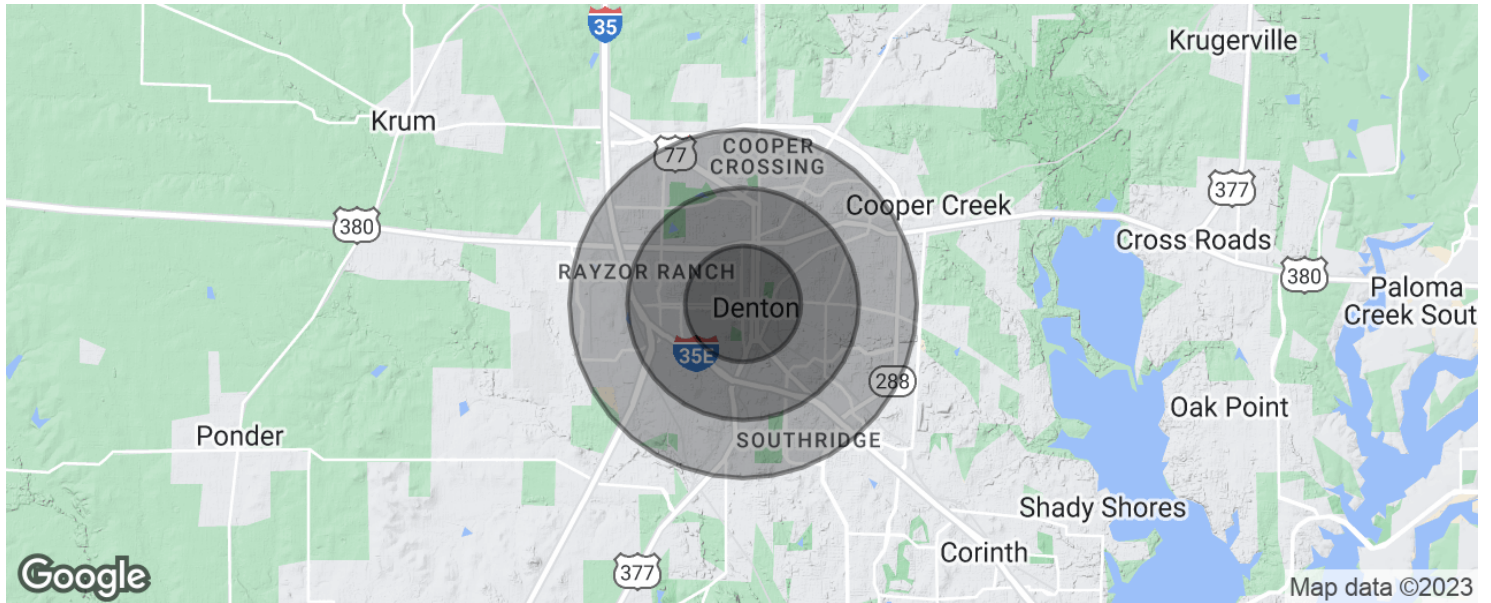 35
Krugerville
Krum
77
COOPER
CROSSING
377
380
Cooper Creek
Cross Roads
380
RAYZOR RANCH
Paloma
Creek Sout
Denton
35E
288
Oak Point
Ponder
SOUTHRIDGE
Shady Shores
Corinth
377
Google
Map data ©2023